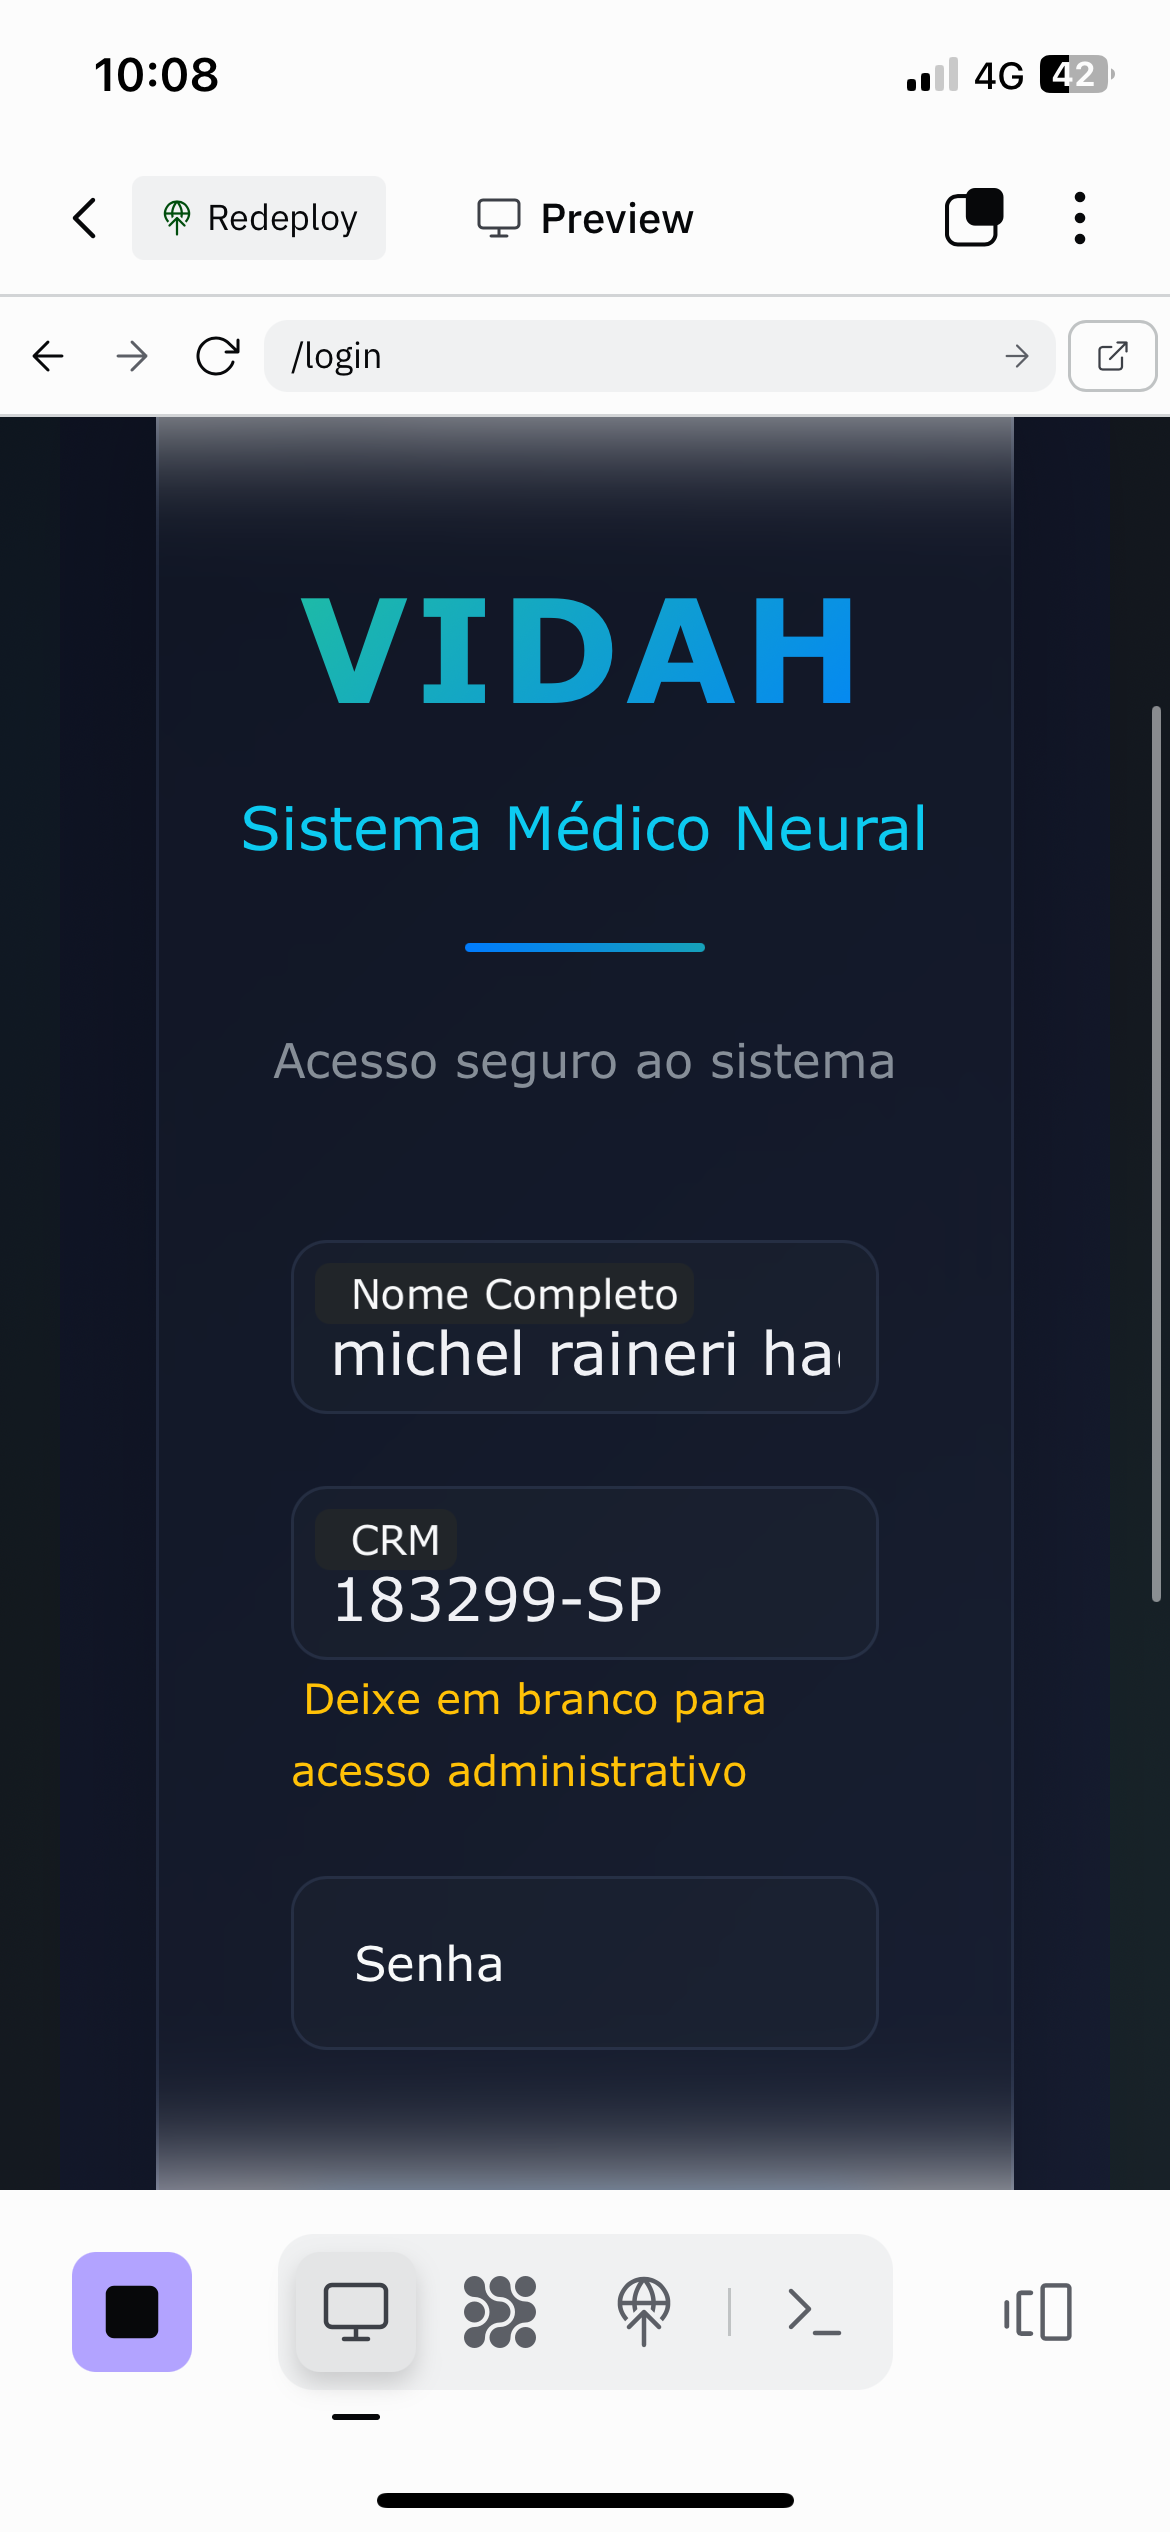 10:08
4G 42
Redeploy
Preview
/login
VIDAH
Sistema Médico Neural
Acesso seguro ao sistema
Nome Completo
michel raineri ha
CRM
183299-SP
Deixe em branco para
acesso administrativo
Senha